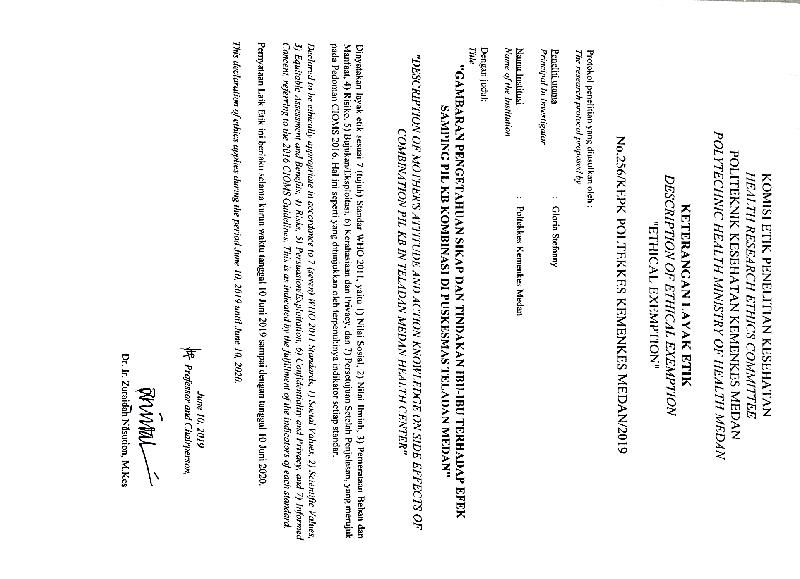 KOMISI ETIK PENELITIAN KESEHATAN
HEALTH RESEARCH ETHICS COMMITTEE
POLITEKNIK KESEHATAN KEMENKES MEDAN
POLYTECHNIC HEALTH MINISTRY OF HEALTH MEDAN
KETERANGAN LAYAK ETIK
DESCRIPTION OF ETHICAL EXEMPTION
"ETHICAL EXEMPTION"
No.256/KEPK POLITEKKES KEMENKES MEDAN/2019
Protokol penelitian yang diusulkan oleh :
The research protocol proposed by
Peneliti utama : Gloria Stefanny
Principal In Investigator
Nama Institusi : Poltekkes Kemenkes Medan
Name of the Institution
Dengan judul:
Title
"GAMBARAN PENGETAHUAN SIKAP DAN TINDAKAN IBU-IBU TERHADAP EFEK
SAMPING PIL KB KOMBINASI DI PUSKESMAS TELADAN MEDAN"
"DESCRIPTION OF MOTHER'S ATTITUDE AND ACTION KNOWLEDGE ON SIDE EFFECTS OF
COMBINATION PIL KB IN TELADAN MEDAN HEALTH CENTER"
Dinyatakan layak etik sesuai 7 (tujuh) Standar WHO 2011, yaitu 1) Nilai Sosial, 2) Nilai Ilmiah, 3) Pemerataan Beban dan
Manfaat, 4) Risiko, 5) Bujukan/Eksploitasi, 6) Kerahasiaan dan Privacy, dan 7) Persetujuan Setelah Penjelasan, yang merujuk
pada Pedoman CIOMS 2016. Hal ini seperti yang ditunjukkan oleh terpenuhinya indikator setiap standar.
Declared to be ethically appropriate in accordance to 7 (seven) WHO 2011 Standards, 1) Social Values, 2) Scientific Values,
3) Equitable Assessment and Benefits, 4) Risks, 5) Persuasion/Exploitation, 6) Confidentiality and Privacy, and 7) Informed
Concent, referring to the 2016 CIOMS Guidelines. This is as indicated by the fulfillment of the indicators of each standard.
Pernyataan Laik Etik ini berlaku selama kurun waktu tanggal 10 Juni 2019 sampai dengan tanggal 10 Juni 2020.
This declaration of ethics applies during the period June 10, 2019 until June 10, 2020.
June 10, 2019
Professor and Chairperson,
Dr. Ir. Zuraidah Nasution, M.Kes